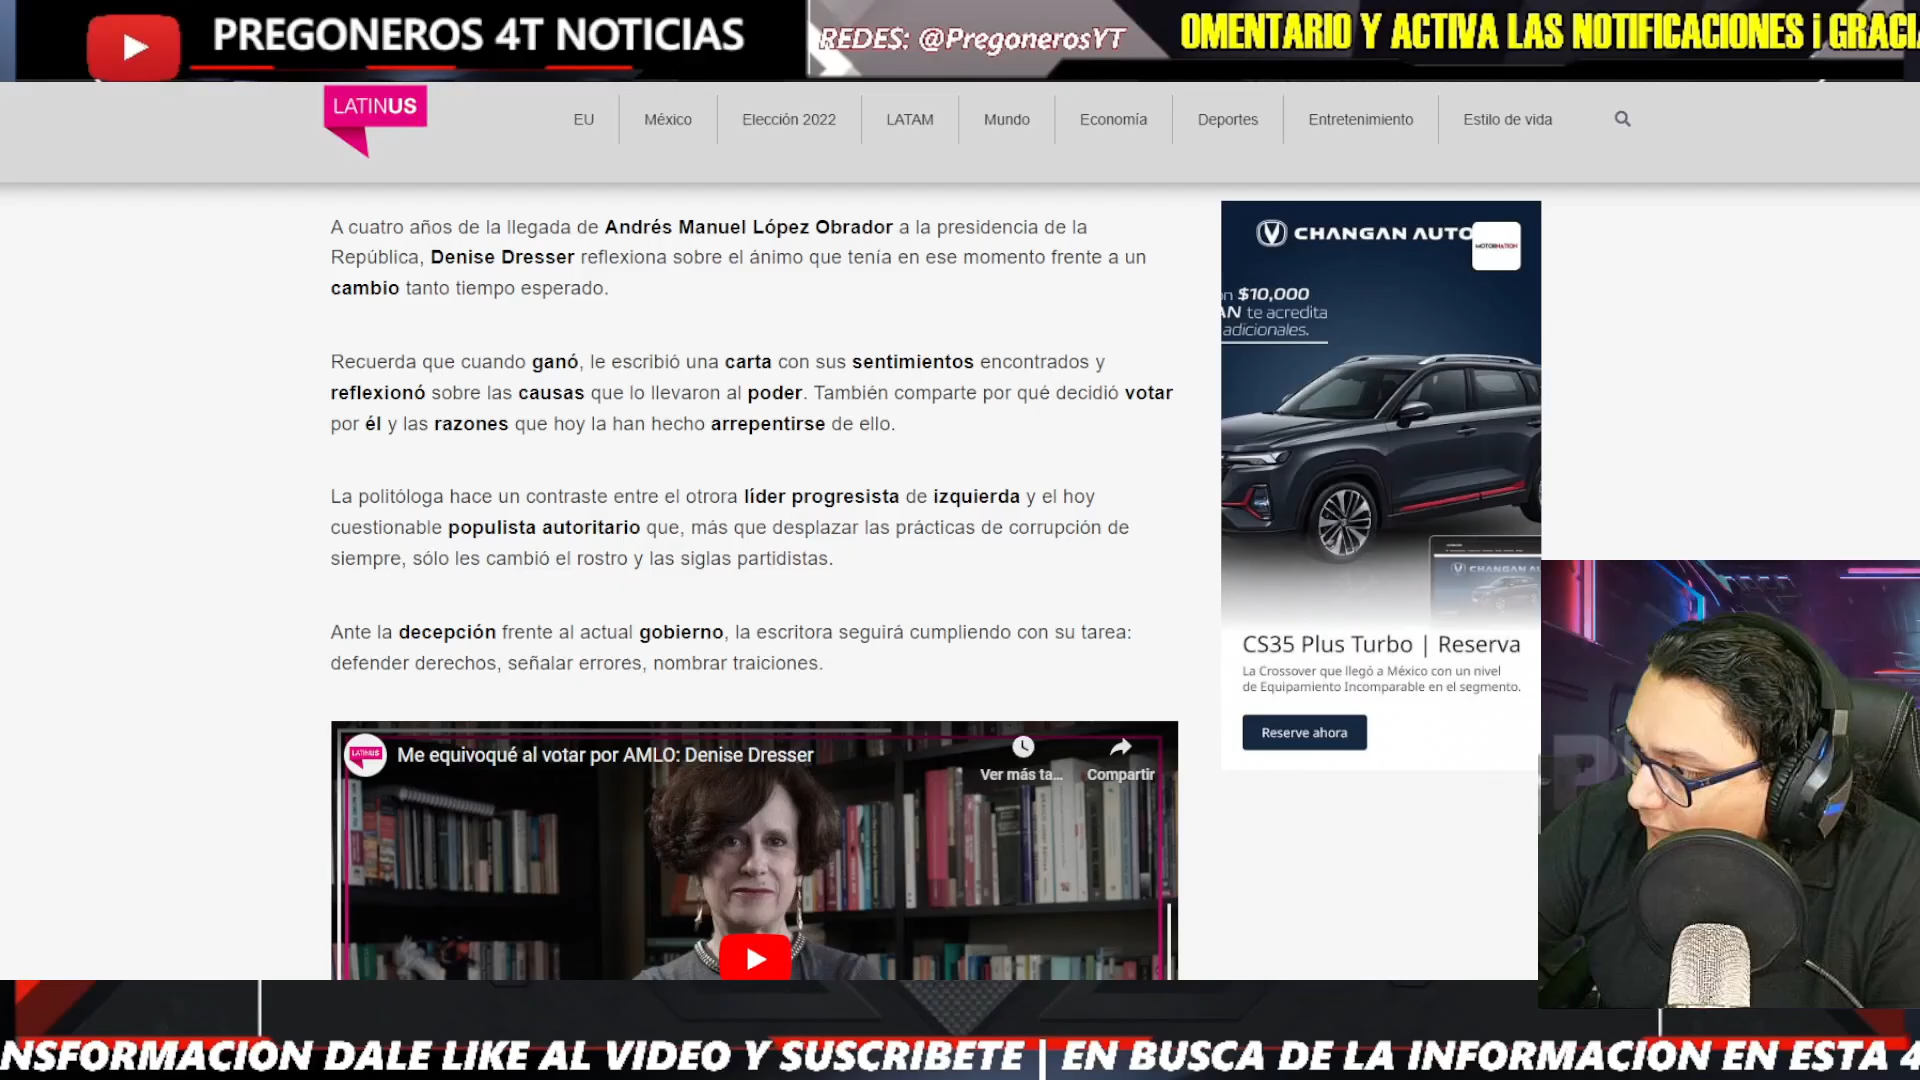 PREGONEROS 4T NOTICIAS
REDES: @PregonerosYT
OMENTARIO Y ACTIVA LAS NOTIFICACIONES ¡ GRACIA
LATINUS
EU
México
Elección 2022
LATAM
Mundo
Economía
Deportes
Entretenimiento
Estilo de vida
A cuatro años de la llegada de Andrés Manuel López Obrador a la presidencia de la
República, Denise Dresser reflexiona sobre el ánimo que tenía en ese momento frente a un
cambio tanto tiempo esperado.
Recuerda que cuando ganó, le escribió una carta con sus sentimientos encontrados y
reflexionó sobre las causas que lo llevaron al poder. También comparte por qué decidió votar
por él y las razones que hoy la han hecho arrepentirse de ello.
La politóloga hace un contraste entre el otrora líder progresista de izquierda y el hoy
cuestionable populista autoritario que, más que desplazar las prácticas de corrupción de
siempre, sólo les cambió el rostro y las siglas partidistas.
Ante la decepción frente al actual gobierno, la escritora seguirá cumpliendo con su tarea:
defender derechos, señalar errores, nombrar traiciones.
LATINUS
Me equivoqué al votar por AMLO: Denise Dresser
Ver más ta...
Compartir
CHANGAN AUTO
MOTORNATION
n $10,000
AN te acredita
adicionales.
CHANGAN AU
CS35 Plus Turbo | Reserva
La Crossover que llegó a México con un nivel
de Equipamiento Incomparable en el segmento.
Reserve ahora
NSFORMACION DALE LIKE AL VIDEO Y SUSCRIBETE | EN BUSCA DE LA INFORMACION EN ESTA 4